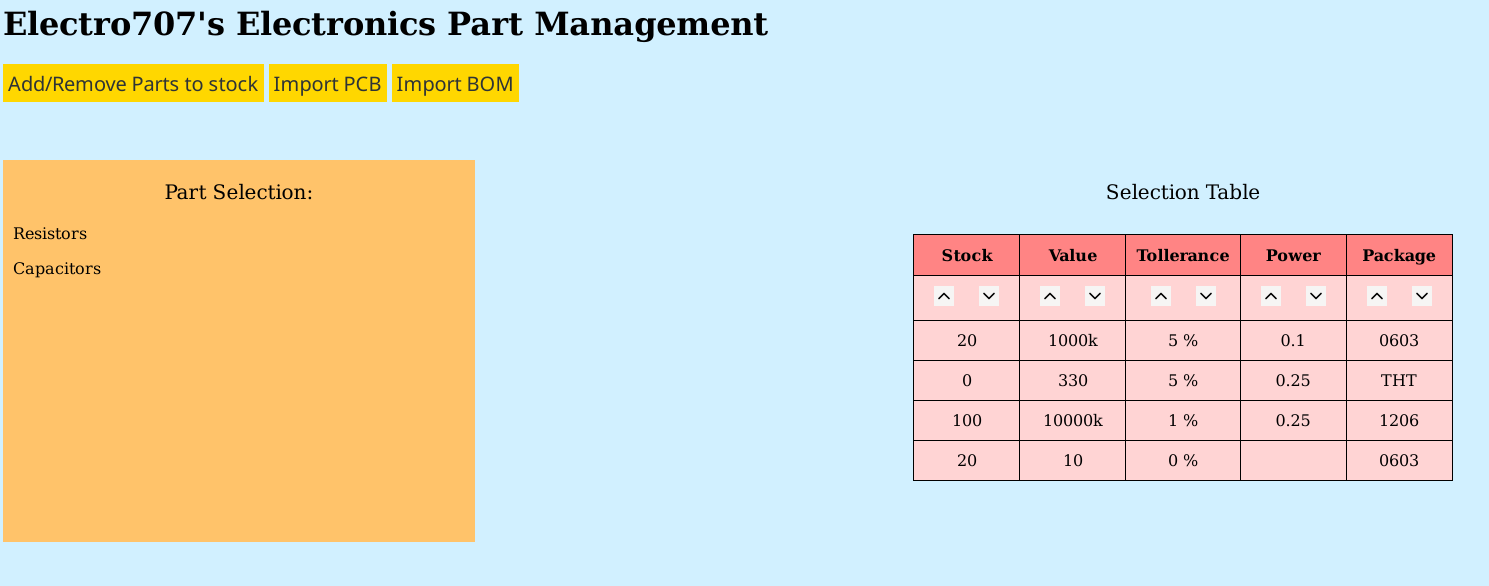 Electro707's Electronics Part Management
Add/Remove Parts to stock Import PCB Import BOM
Part Selection:
Resistors
Capacitors
Selection Table
Stock Value Tollerance Power Package
20 1000k 5 % 0.1 0603
0 330 5 % 0.25 THT
100 10000k 1 % 0.25 1206
20 10 0 % 0603